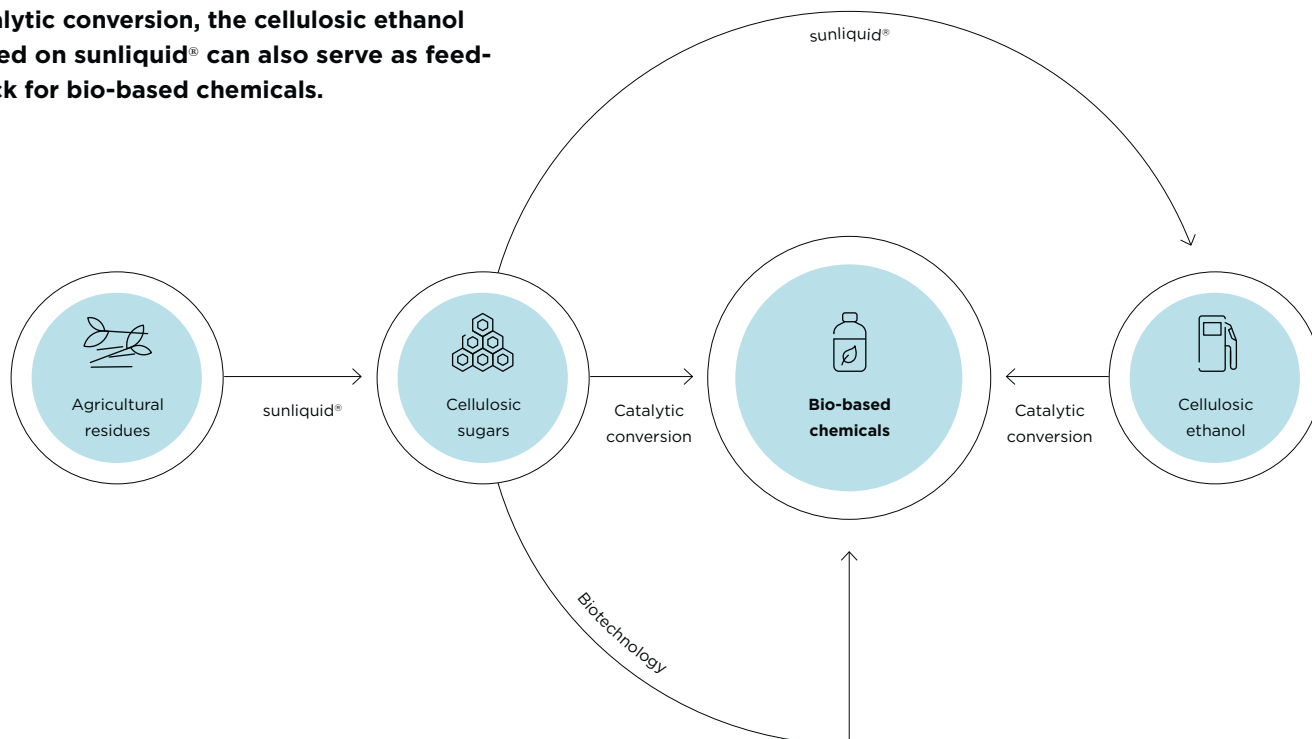 alytic conversion, the cellulosic ethanol
ed on sunliquid® can also serve as feed-
ck for bio-based chemicals.
sunliquid®
Agricultural
residues
sunliquid®
Cellulosic
sugars
Catalytic
conversion
Bio-based
chemicals
Catalytic
conversion
Cellulosic
ethanol
Biotechnology